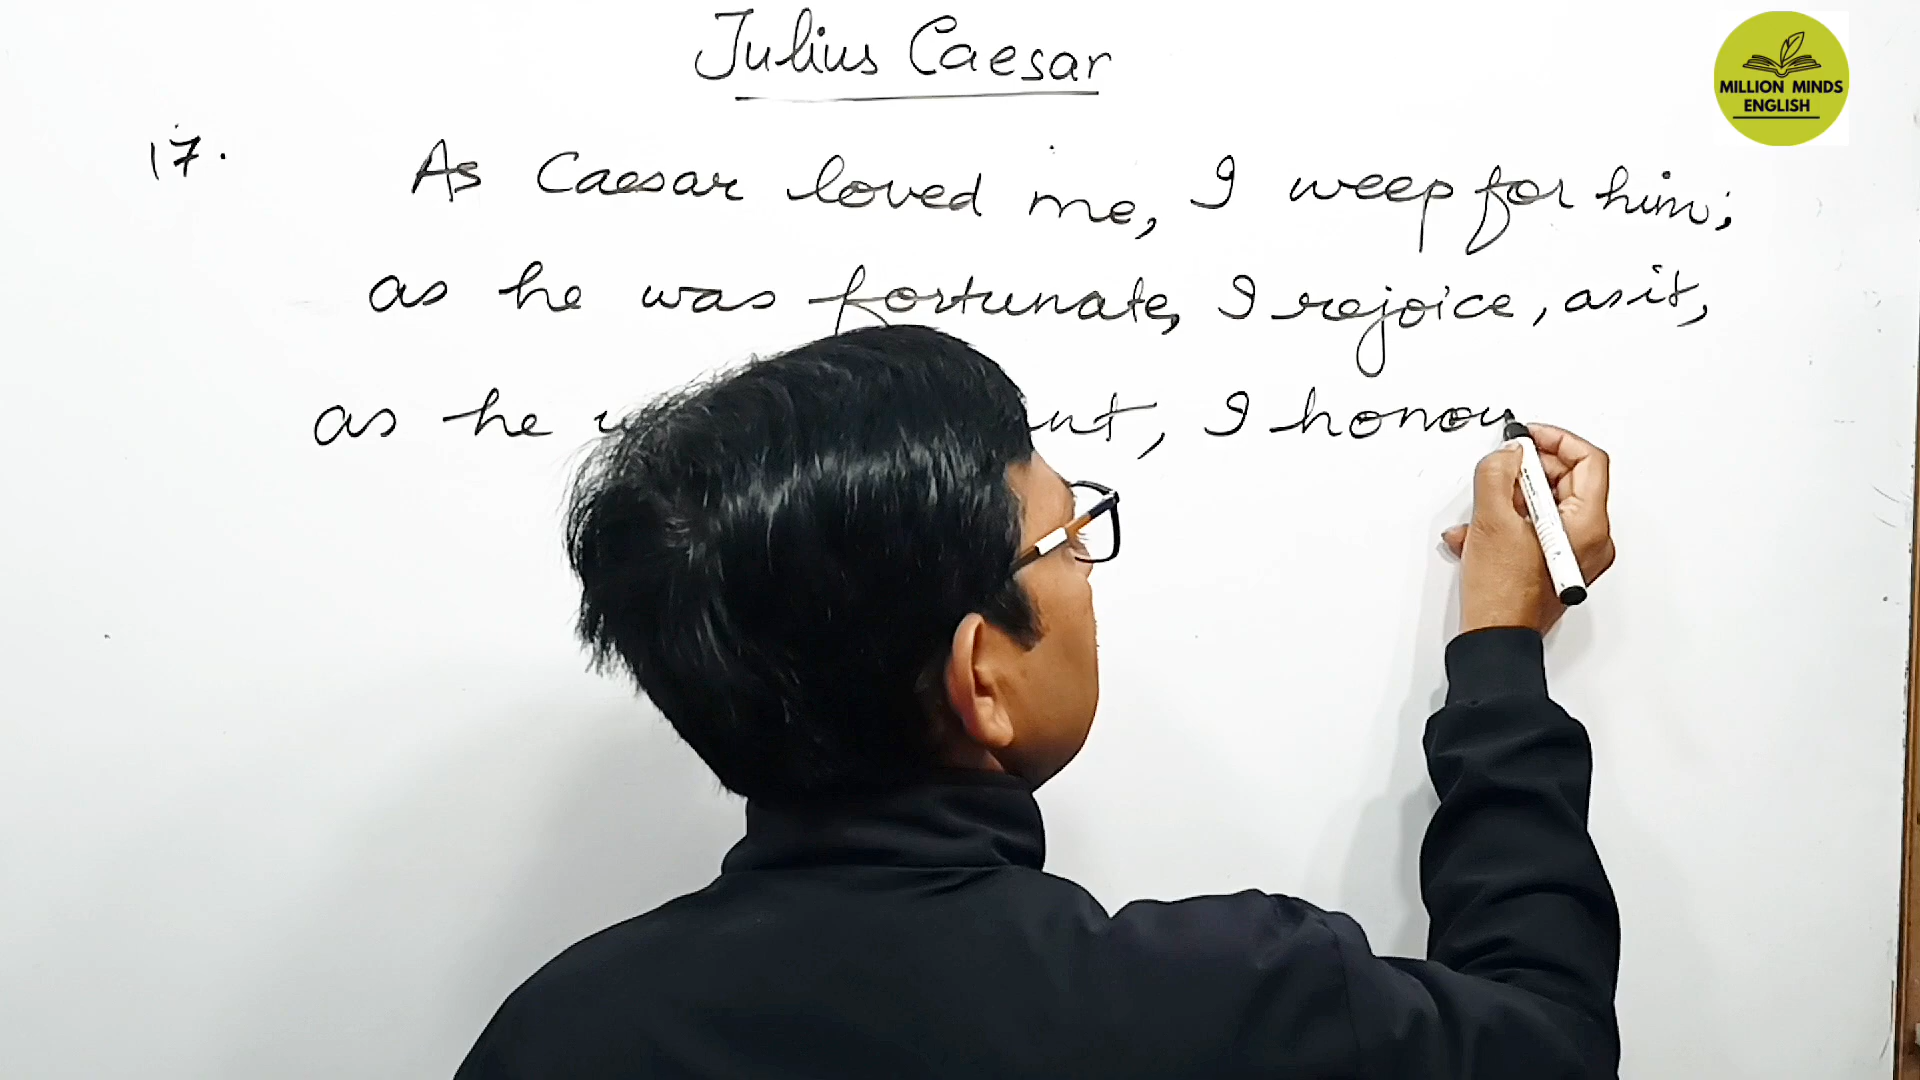 Julius Caesar
MILLION MINDS
ENGLISH
17. As Caesar loved me, I weep for him;
as he was fortunate, I rejoice, as it,
as he , I honou